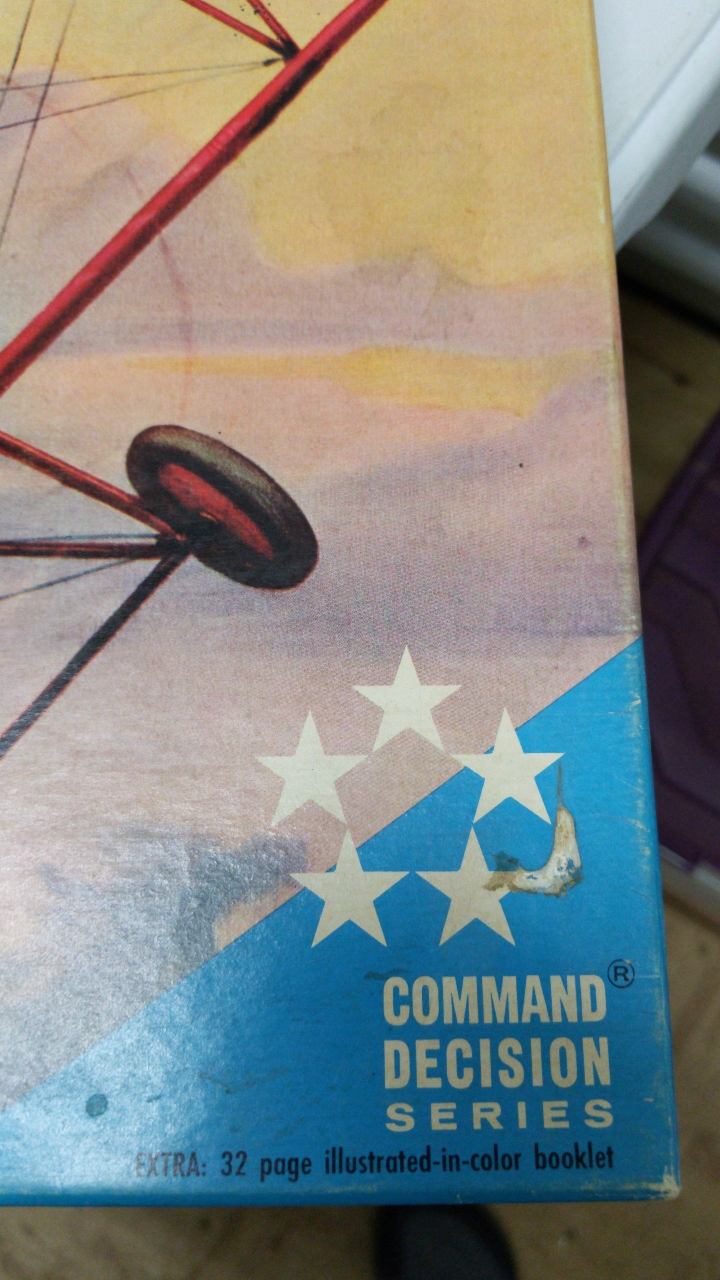 COMMAND ®
DECISION
SERIES
EXTRA: 32 page illustrated-in-color booklet